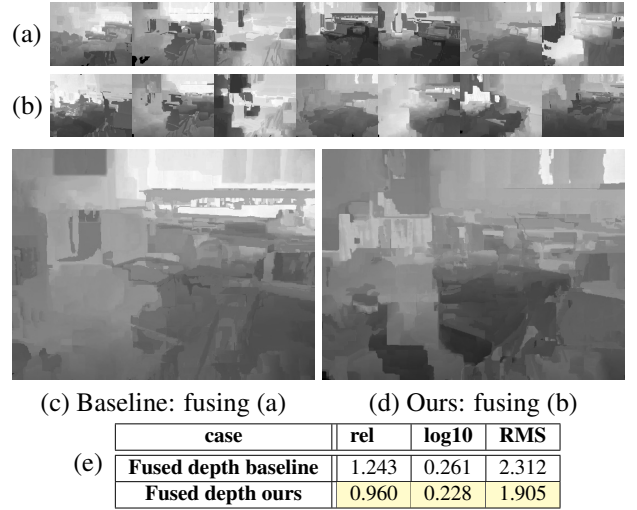 (a)
(b)
(c) Baseline: fusing (a)
(d) Ours: fusing (b)
(e)
case rel log10 RMS
Fused depth baseline 1.243 0.261 2.312
Fused depth ours 0.960 0.228 1.905